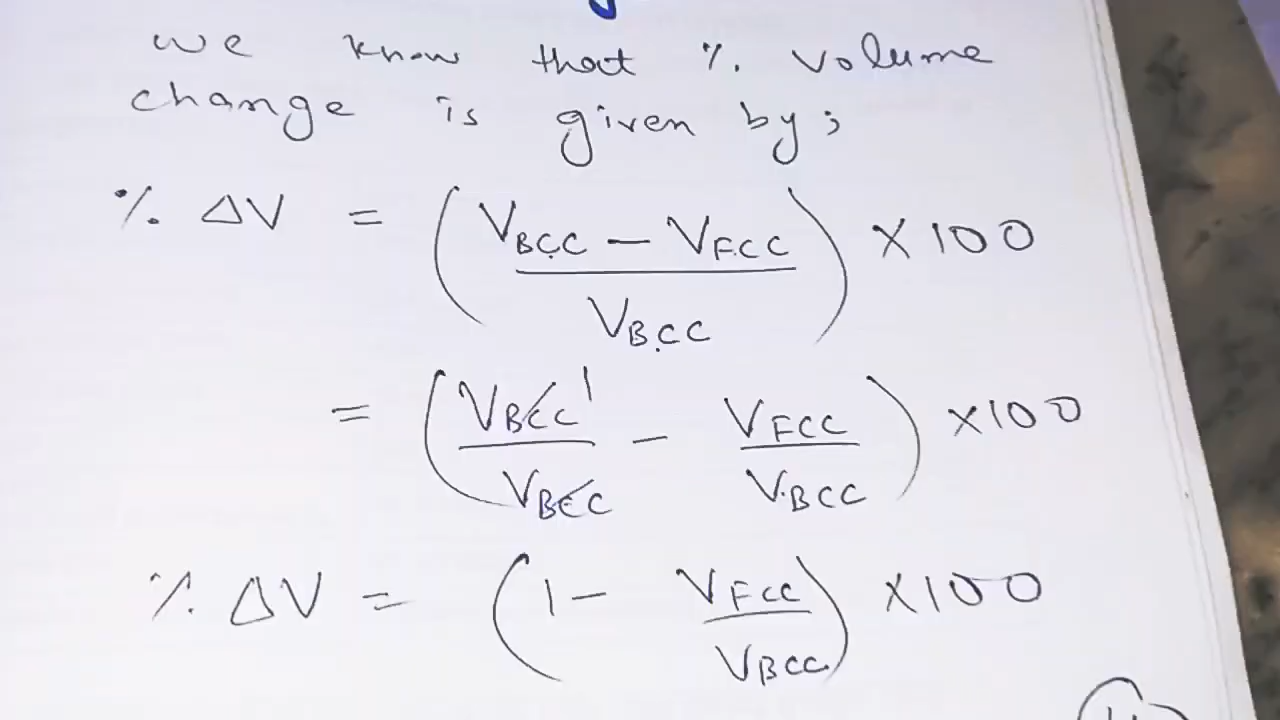 we know that % volume
change is given by;
% ΔV = (V_BCC − V_FCC / V_BCC) × 100
= (V_BCC / V_BCC − V_FCC / V_BCC) × 100
% ΔV = (1 − V_FCC / V_BCC) × 100